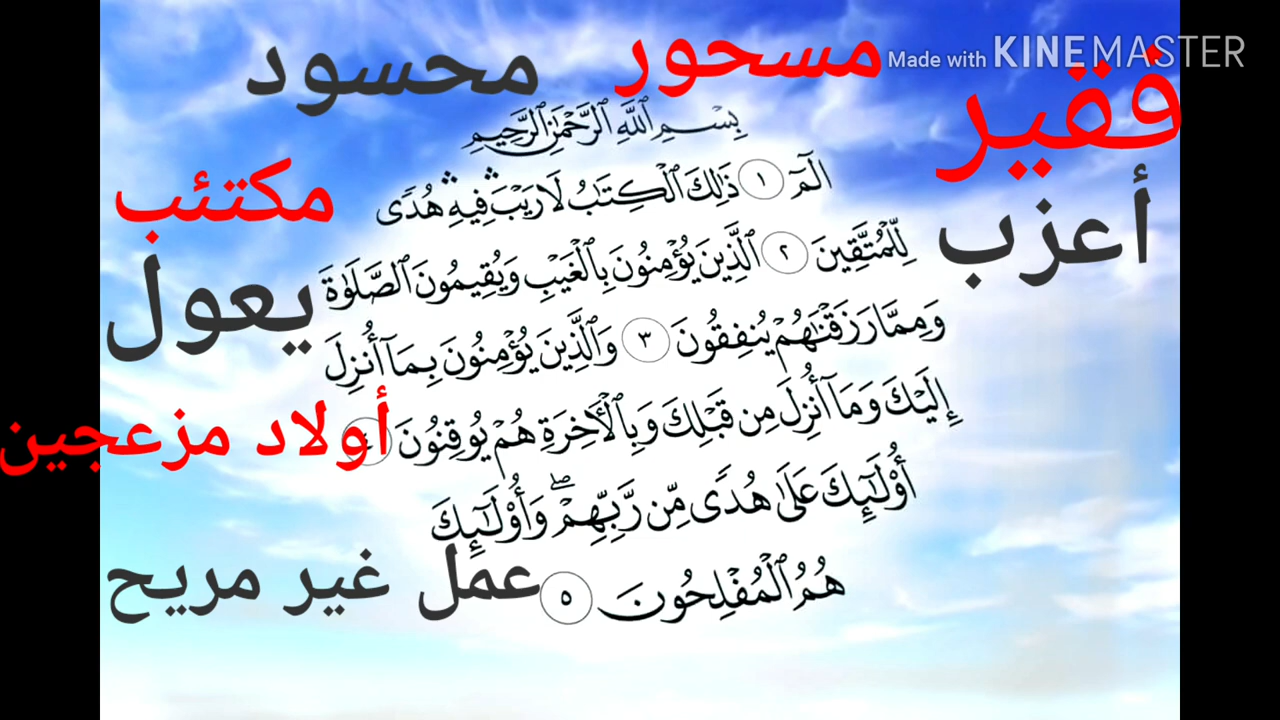 Made with KINEMASTER
مسحور
محسود
فقير
بِسْمِ ٱللَّهِ ٱلرَّحْمَٰنِ ٱلرَّحِيمِ
الٓمٓ ١ ذَٰلِكَ ٱلْكِتَٰبُ لَا رَيْبَ ۛ فِيهِ ۛ هُدًى
مكتئب
أعزب
لِّلْمُتَّقِينَ ٢ ٱلَّذِينَ يُؤْمِنُونَ بِٱلْغَيْبِ وَيُقِيمُونَ ٱلصَّلَوٰةَ
يعول
وَمِمَّا رَزَقْنَٰهُمْ يُنفِقُونَ ٣ وَٱلَّذِينَ يُؤْمِنُونَ بِمَآ أُنزِلَ
إِلَيْكَ وَمَآ أُنزِلَ مِن قَبْلِكَ وَبِٱلْأَخِرَةِ هُمْ يُوقِنُونَ ٤
أولاد مزعجين
أُو۟لَٰٓئِكَ عَلَىٰ هُدًى مِّن رَّبِّهِمْ ۖ وَأُو۟لَٰٓئِكَ
هُمُ ٱلْمُفْلِحُونَ ٥
عمل غير مريح